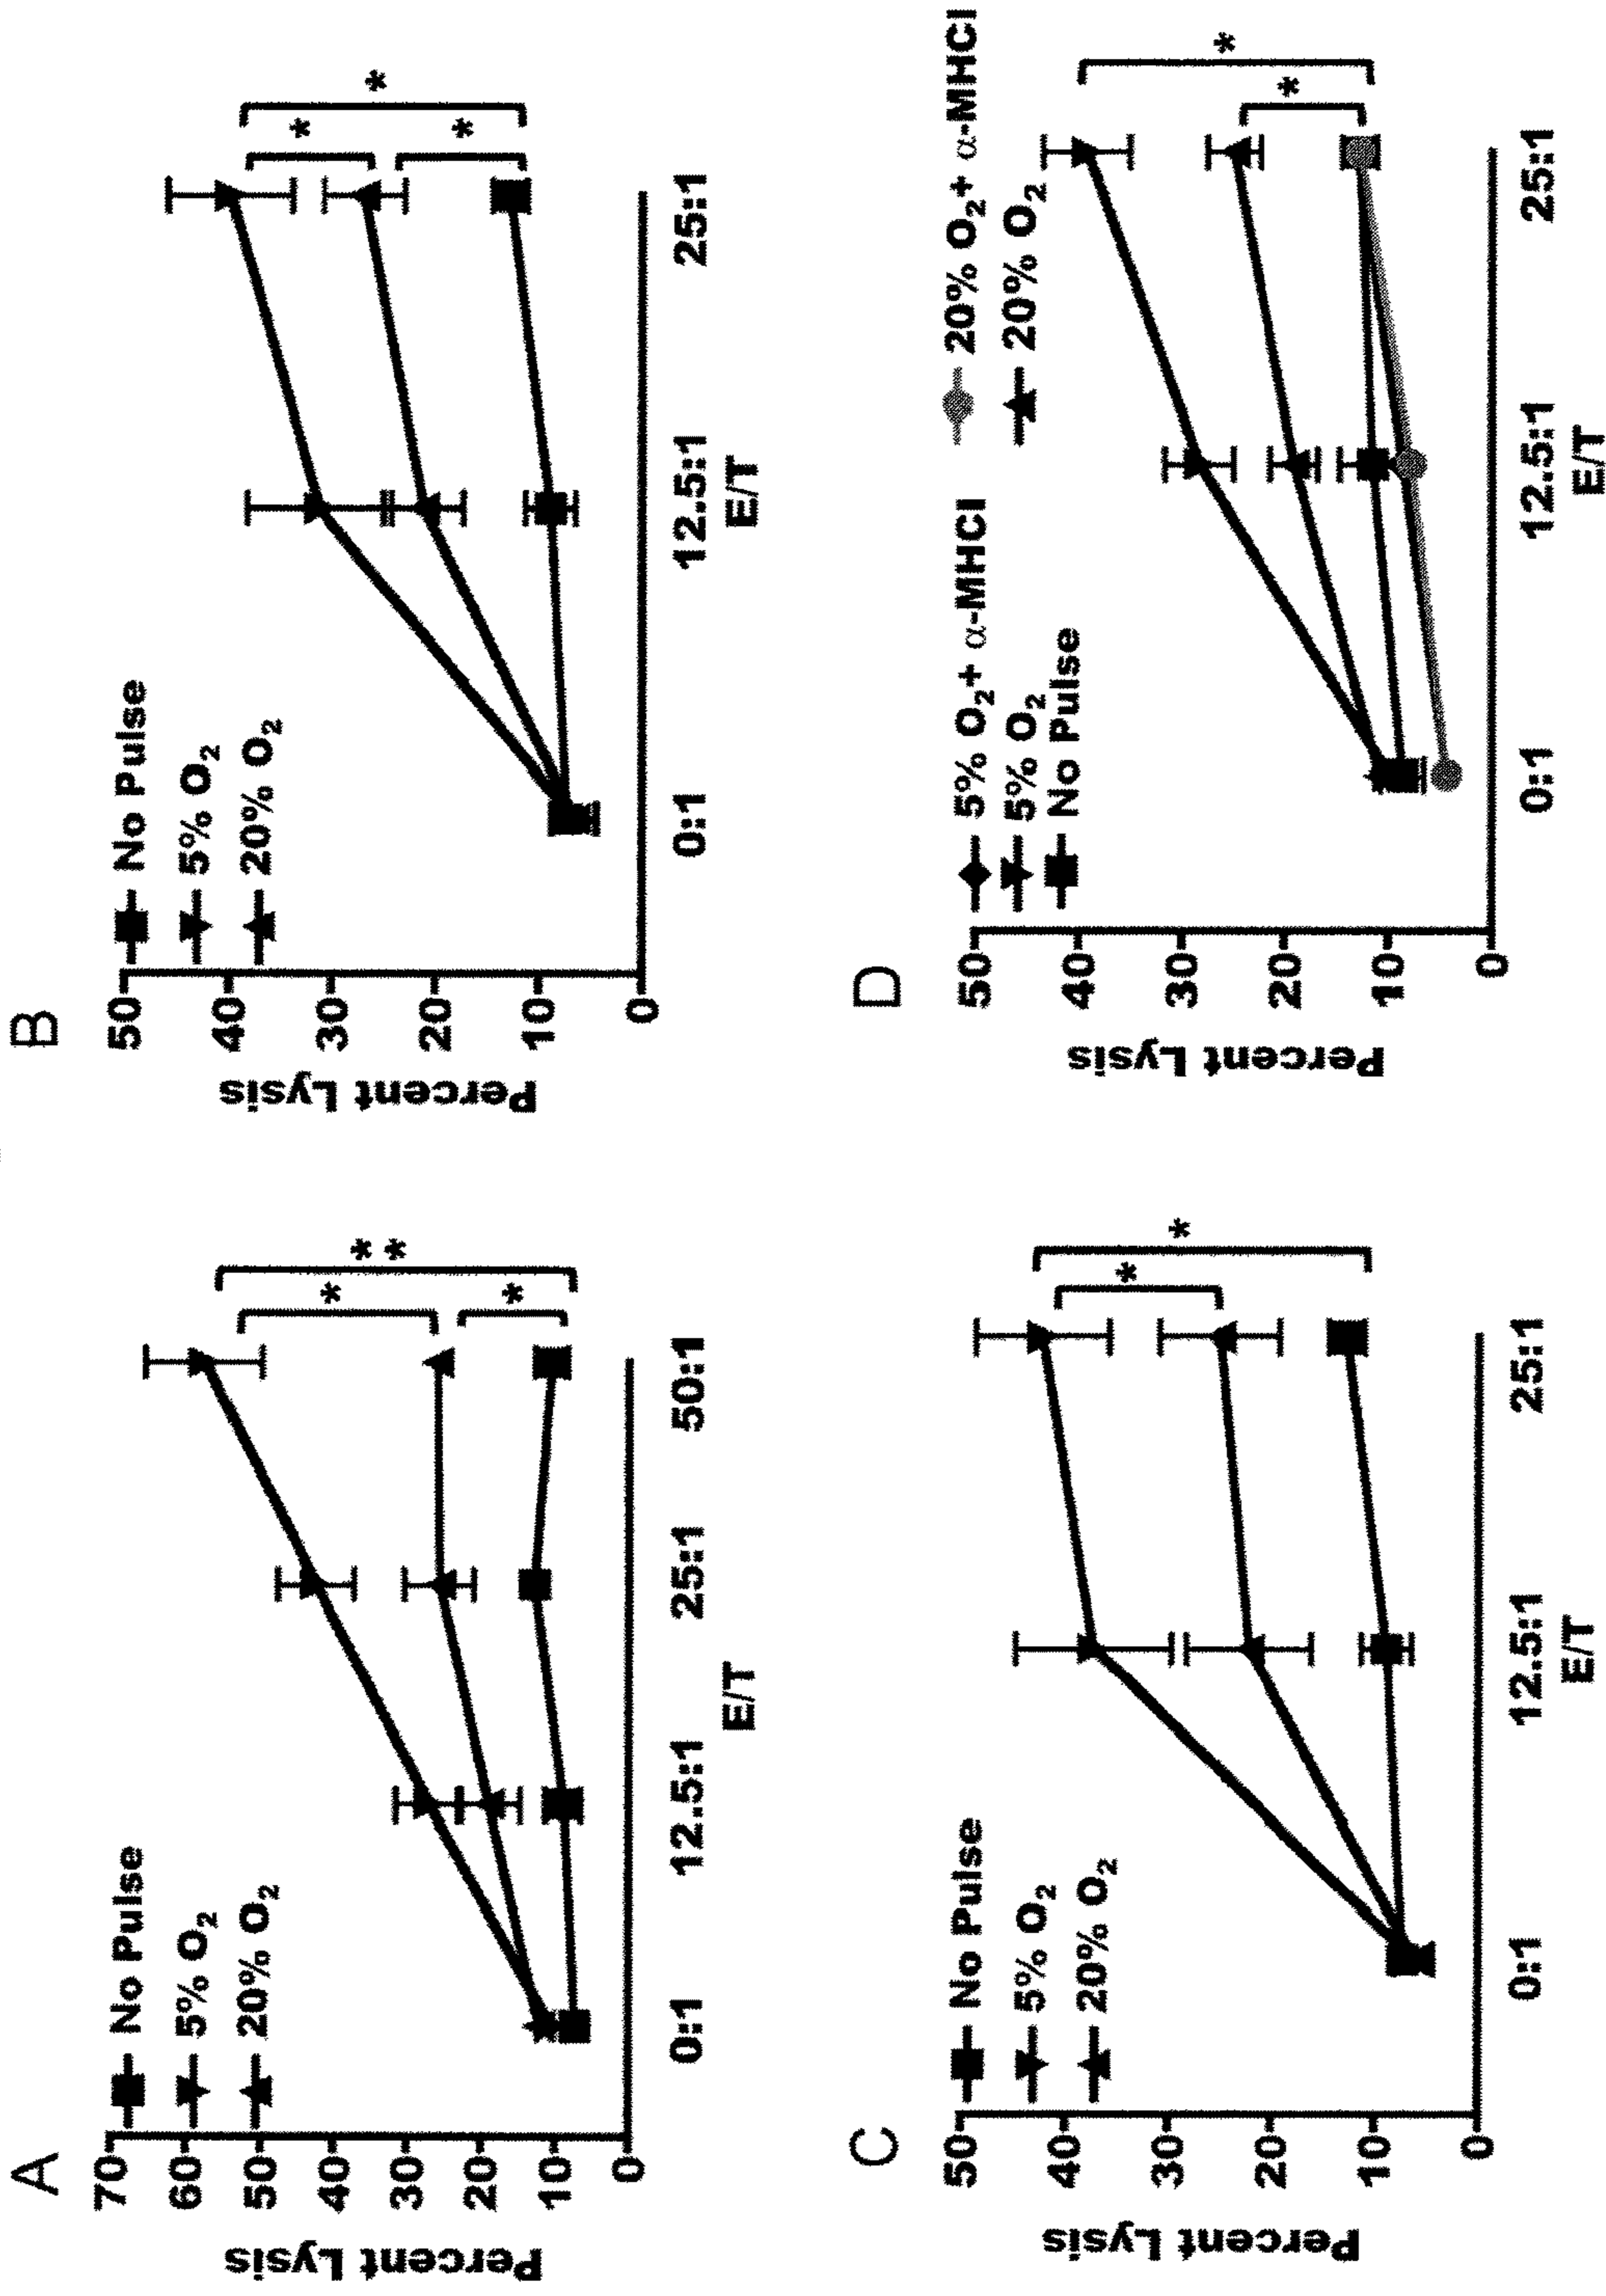 A
No Pulse
5% O₂
20% O₂
**
*
*
70
60
50
40
30
20
10
0
Percent Lysis
0:1
12.5:1
25:1
50:1
E/T
B
No Pulse
5% O₂
20% O₂
*
*
*
50
40
30
20
10
0
Percent Lysis
0:1
12.5:1
25:1
E/T
C
No Pulse
5% O₂
20% O₂
*
*
50
40
30
20
10
0
Percent Lysis
0:1
12.5:1
25:1
E/T
D
5% O₂+ α-MHCI
5% O₂
No Pulse
20% O₂+ α-MHCI
20% O₂
*
*
50
40
30
20
10
0
Percent Lysis
0:1
12.5:1
25:1
E/T